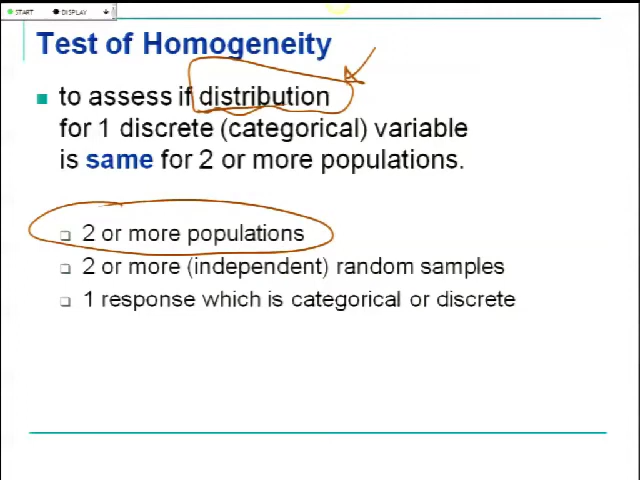 START DISPLAY
Test of Homogeneity
to assess if distribution
for 1 discrete (categorical) variable
is same for 2 or more populations.
2 or more populations
2 or more (independent) random samples
1 response which is categorical or discrete